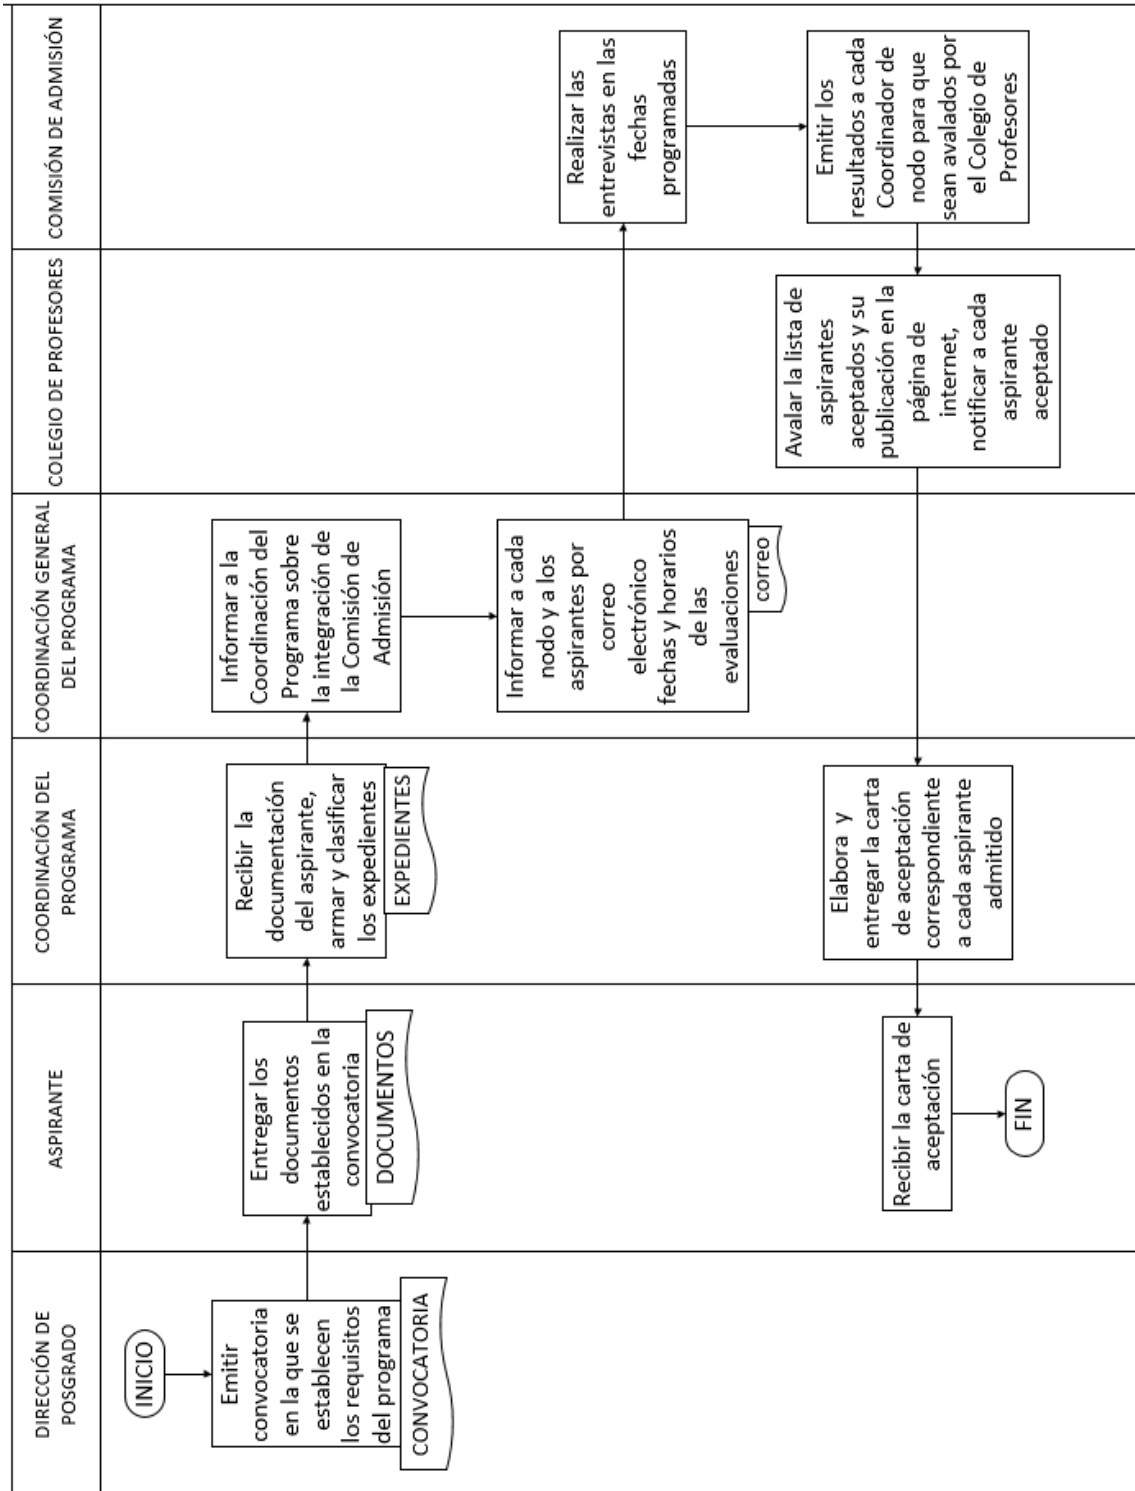 DIRECCIÓN DE
POSGRADO
ASPIRANTE
COORDINACIÓN DEL
PROGRAMA
COORDINACIÓN GENERAL
DEL PROGRAMA
COLEGIO DE PROFESORES
COMISIÓN DE ADMISIÓN
INICIO
Emitir
convocatoria
en la que se
establecen
los requisitos
del programa
CONVOCATORIA
Entregar los
documentos
establecidos en la
convocatoria
DOCUMENTOS
Recibir la
documentación
del aspirante,
armar y clasificar
los expedientes
EXPEDIENTES
Informar a la
Coordinación del
Programa sobre
la integración de
la Comisión de
Admisión
Informar a cada
nodo y a los
aspirantes por
correo
electrónico
fechas y horarios
de las
evaluaciones
correo
Realizar las
entrevistas en las
fechas
programadas
Emitir los
resultados a cada
Coordinador de
nodo para que
sean avalados por
el Colegio de
Profesores
Avalar la lista de
aspirantes
aceptados y su
publicación en la
página de
internet,
notificar a cada
aspirante
aceptado
Elabora y
entregar la carta
de aceptación
correspondiente
a cada aspirante
admitido
Recibir la carta de
aceptación
FIN